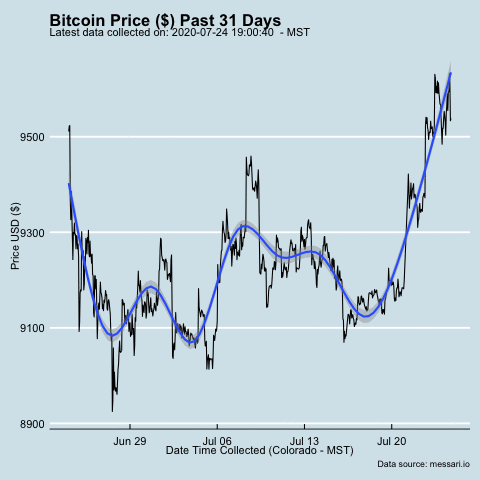 Bitcoin Price ($) Past 31 Days
Latest data collected on: 2020-07-24 19:00:40 - MST
Price USD ($)
9500
9300
9100
8900
Jun 29 Jul 06 Jul 13 Jul 20
Date Time Collected (Colorado - MST)
Data source: messari.io